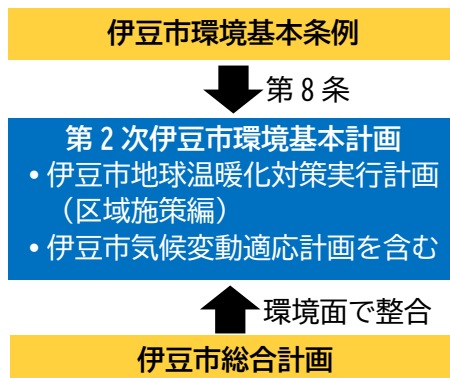 伊豆市環境基本条例
第8条
第2次伊豆市環境基本計画
•伊豆市地球温暖化対策実行計画
（区域施策編）
•伊豆市気候変動適応計画を含む
環境面で整合
伊豆市総合計画